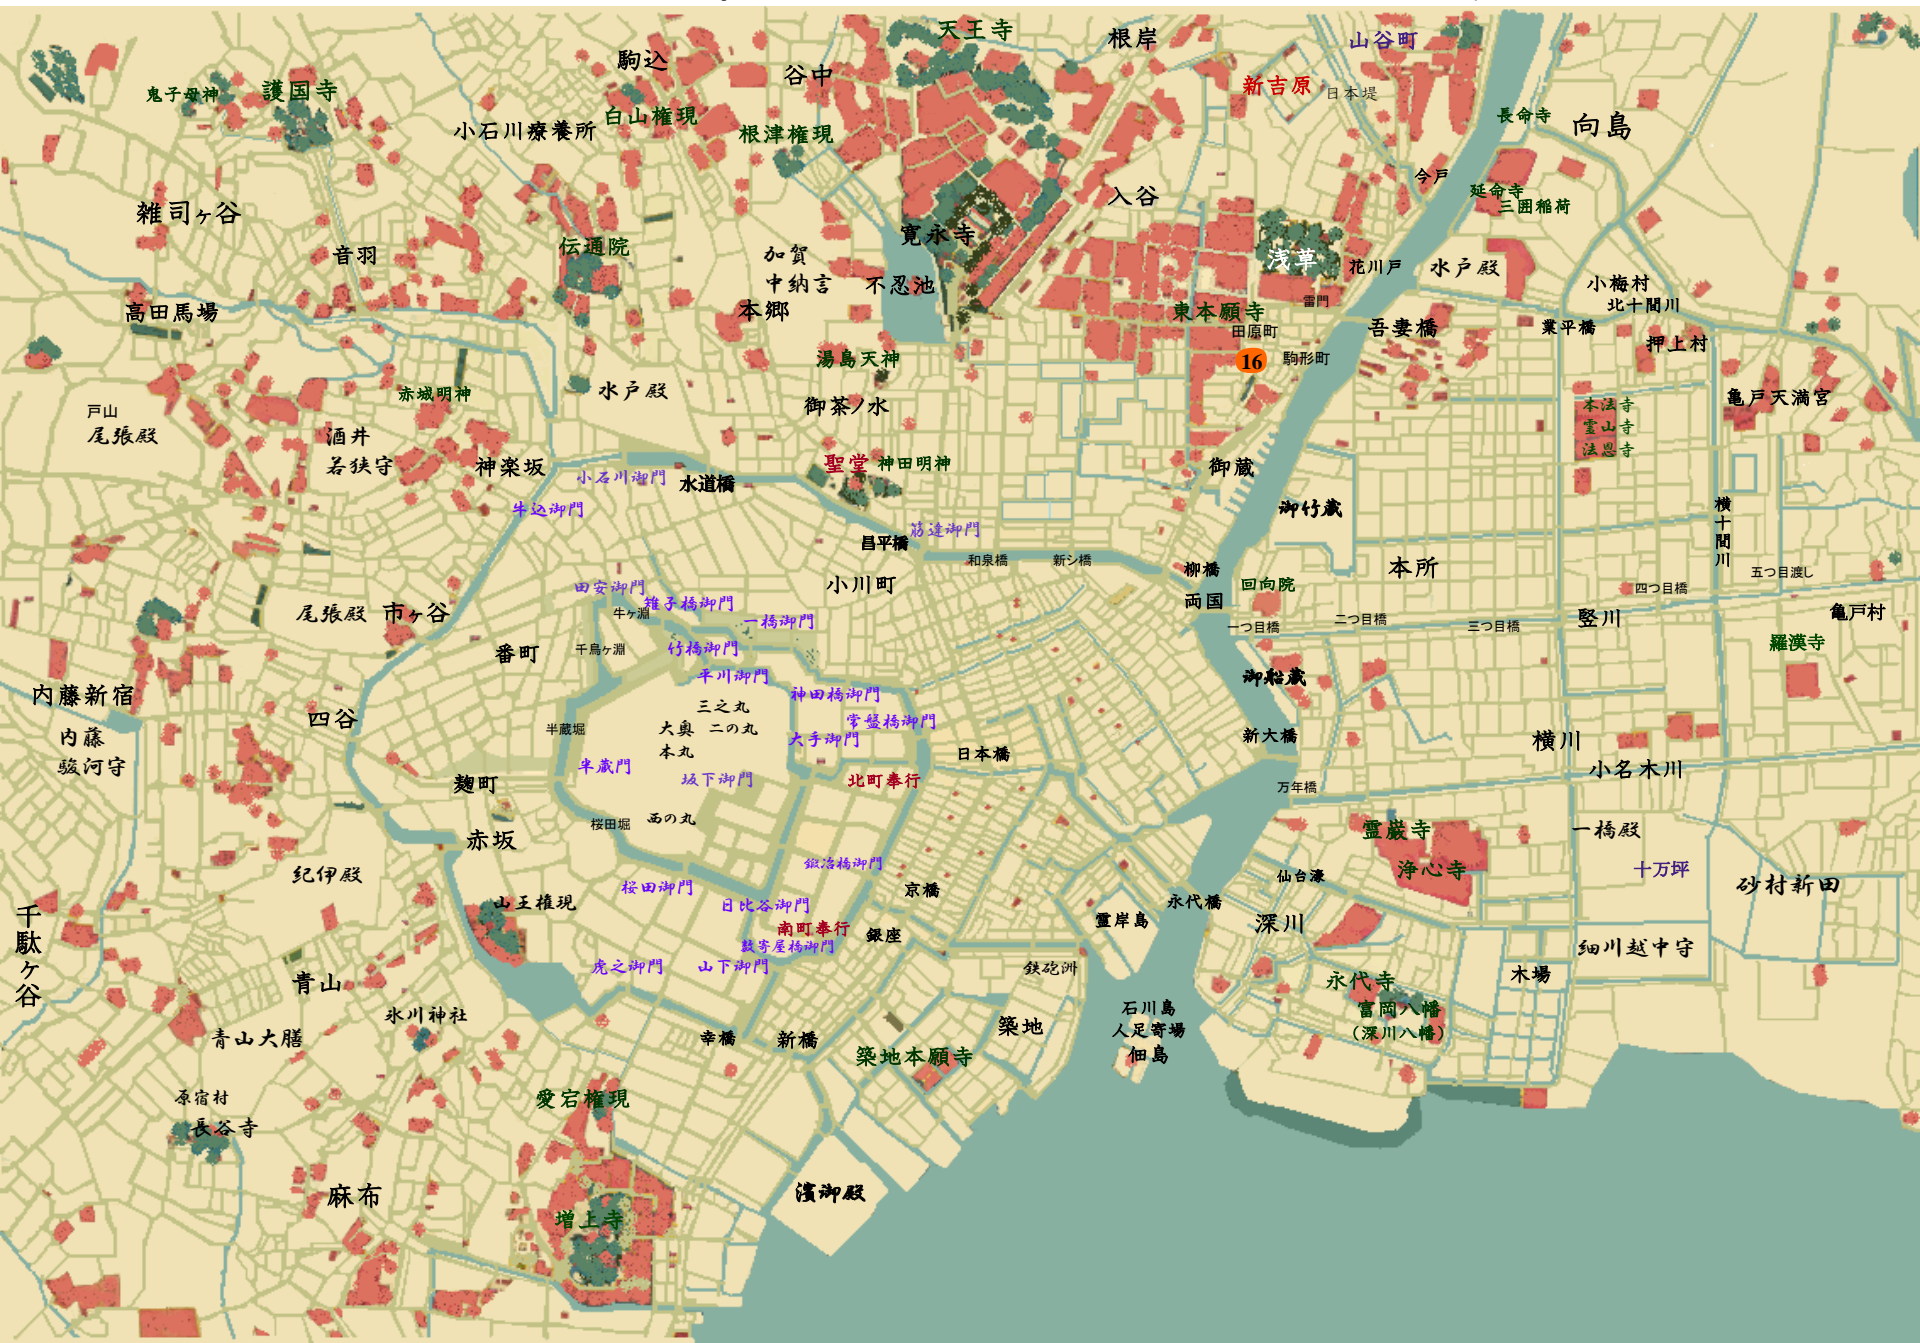 天王寺
根岸
山谷町
駒込
谷中
鬼子母神
護国寺
新吉原
日本堤
白山権現
小石川療養所
根津権現
長命寺
向島
今戸
入谷
延命寺
三囲稲荷
雑司ヶ谷
寛永寺
音羽
伝通院
加賀
中納言
浅草
花川戸
水戸殿
不忍池
小梅村
北十間川
高田馬場
本郷
東本願寺
雷門
田原町
吾妻橋
業平橋
押上村
湯島天神
16
駒形町
赤城明神
水戸殿
亀戸天満宮
戸山
尾張殿
御茶ノ水
本法寺
霊山寺
法恩寺
酒井
若狭守
神楽坂
聖堂
神田明神
御蔵
小石川御門
水道橋
牛込御門
御竹蔵
横十間川
筋違御門
昌平橋
和泉橋
新シ橋
柳橋
本所
五つ目渡し
小川町
回向院
四つ目橋
田安御門
雉子橋御門
両国
尾張殿
市ヶ谷
牛ヶ淵
一橋御門
一つ目橋
二つ目橋
三つ目橋
竪川
亀戸村
番町
千鳥ヶ淵
竹橋御門
羅漢寺
平川御門
御船蔵
内藤新宿
神田橋御門
四谷
三之丸
常盤橋御門
半蔵堀
大奥
二の丸
大手御門
新大橋
内藤
駿河守
本丸
日本橋
横川
半蔵門
坂下御門
北町奉行
小名木川
麹町
万年橋
桜田堀
西の丸
赤坂
霊巌寺
一橋殿
紀伊殿
鍛冶橋御門
浄心寺
十万坪
桜田御門
京橋
仙台濠
砂村新田
山王権現
日比谷御門
永代橋
千駄ヶ谷
南町奉行
銀座
霊岸島
深川
数寄屋橋御門
細川越中守
虎之御門
山下御門
鉄砲洲
木場
青山
永代寺
氷川神社
石川島
人足寄場
佃島
富岡八幡
(深川八幡)
青山大膳
幸橋
新橋
築地
築地本願寺
原宿村
長谷寺
愛宕権現
麻布
濱御殿
増上寺